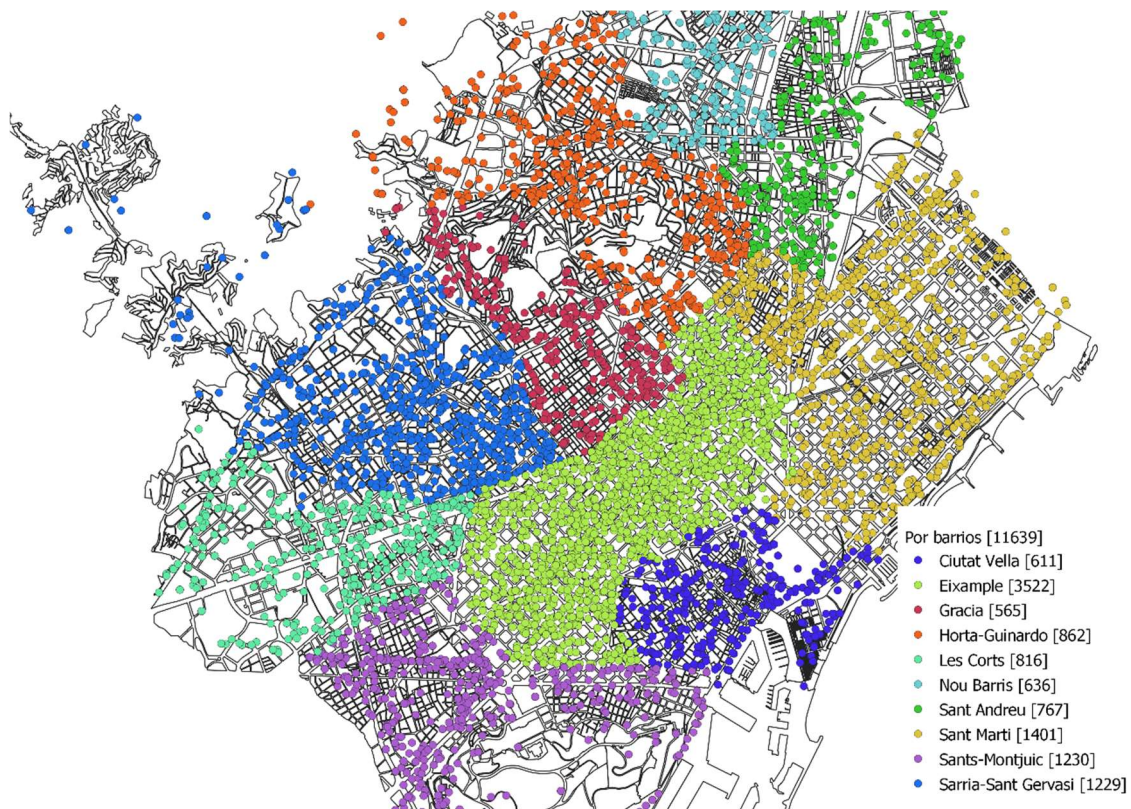 Por barrios [11639]
Ciutat Vella [611]
Eixample [3522]
Gracia [565]
Horta-Guinardo [862]
Les Corts [816]
Nou Barris [636]
Sant Andreu [767]
Sant Marti [1401]
Sants-Montjuic [1230]
Sarria-Sant Gervasi [1229]